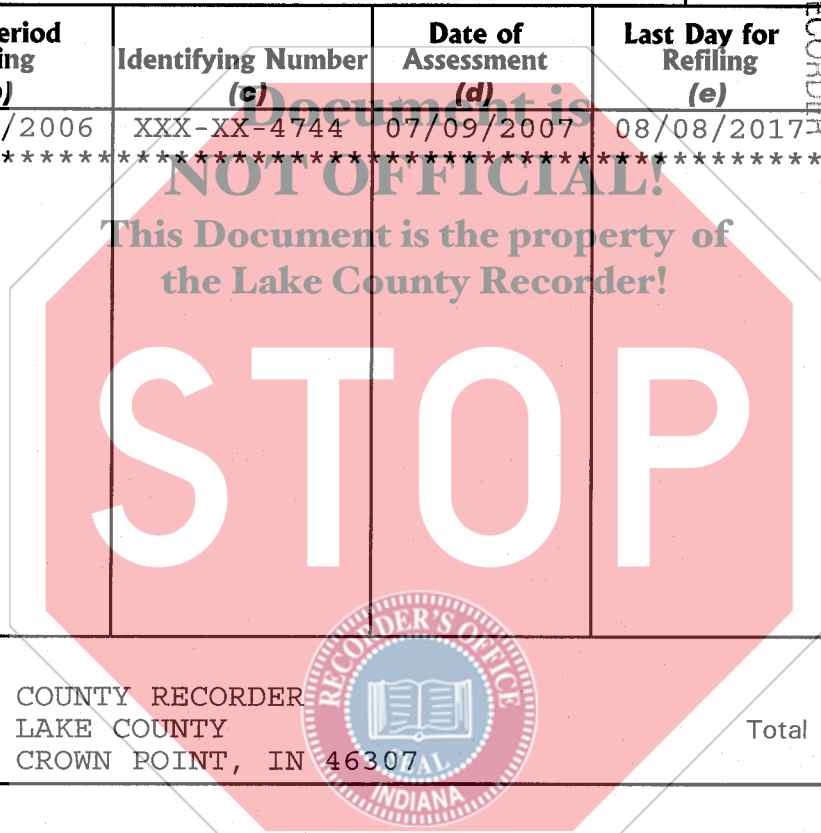 eriod
ing
)
Identifying Number
(c)
Date of
Assessment
(d)
Last Day for
Refiling
(e)
ECORDER
/2006 XXX-XX-4744 07/09/2007 08/08/2017
************************************************************
Document is
NOT OFFICIAL!
This Document is the property of
the Lake County Recorder!
STOP
COUNTY RECORDER
LAKE COUNTY
CROWN POINT, IN 46307
Total
RECORDER'S OFFICE
INDIANA